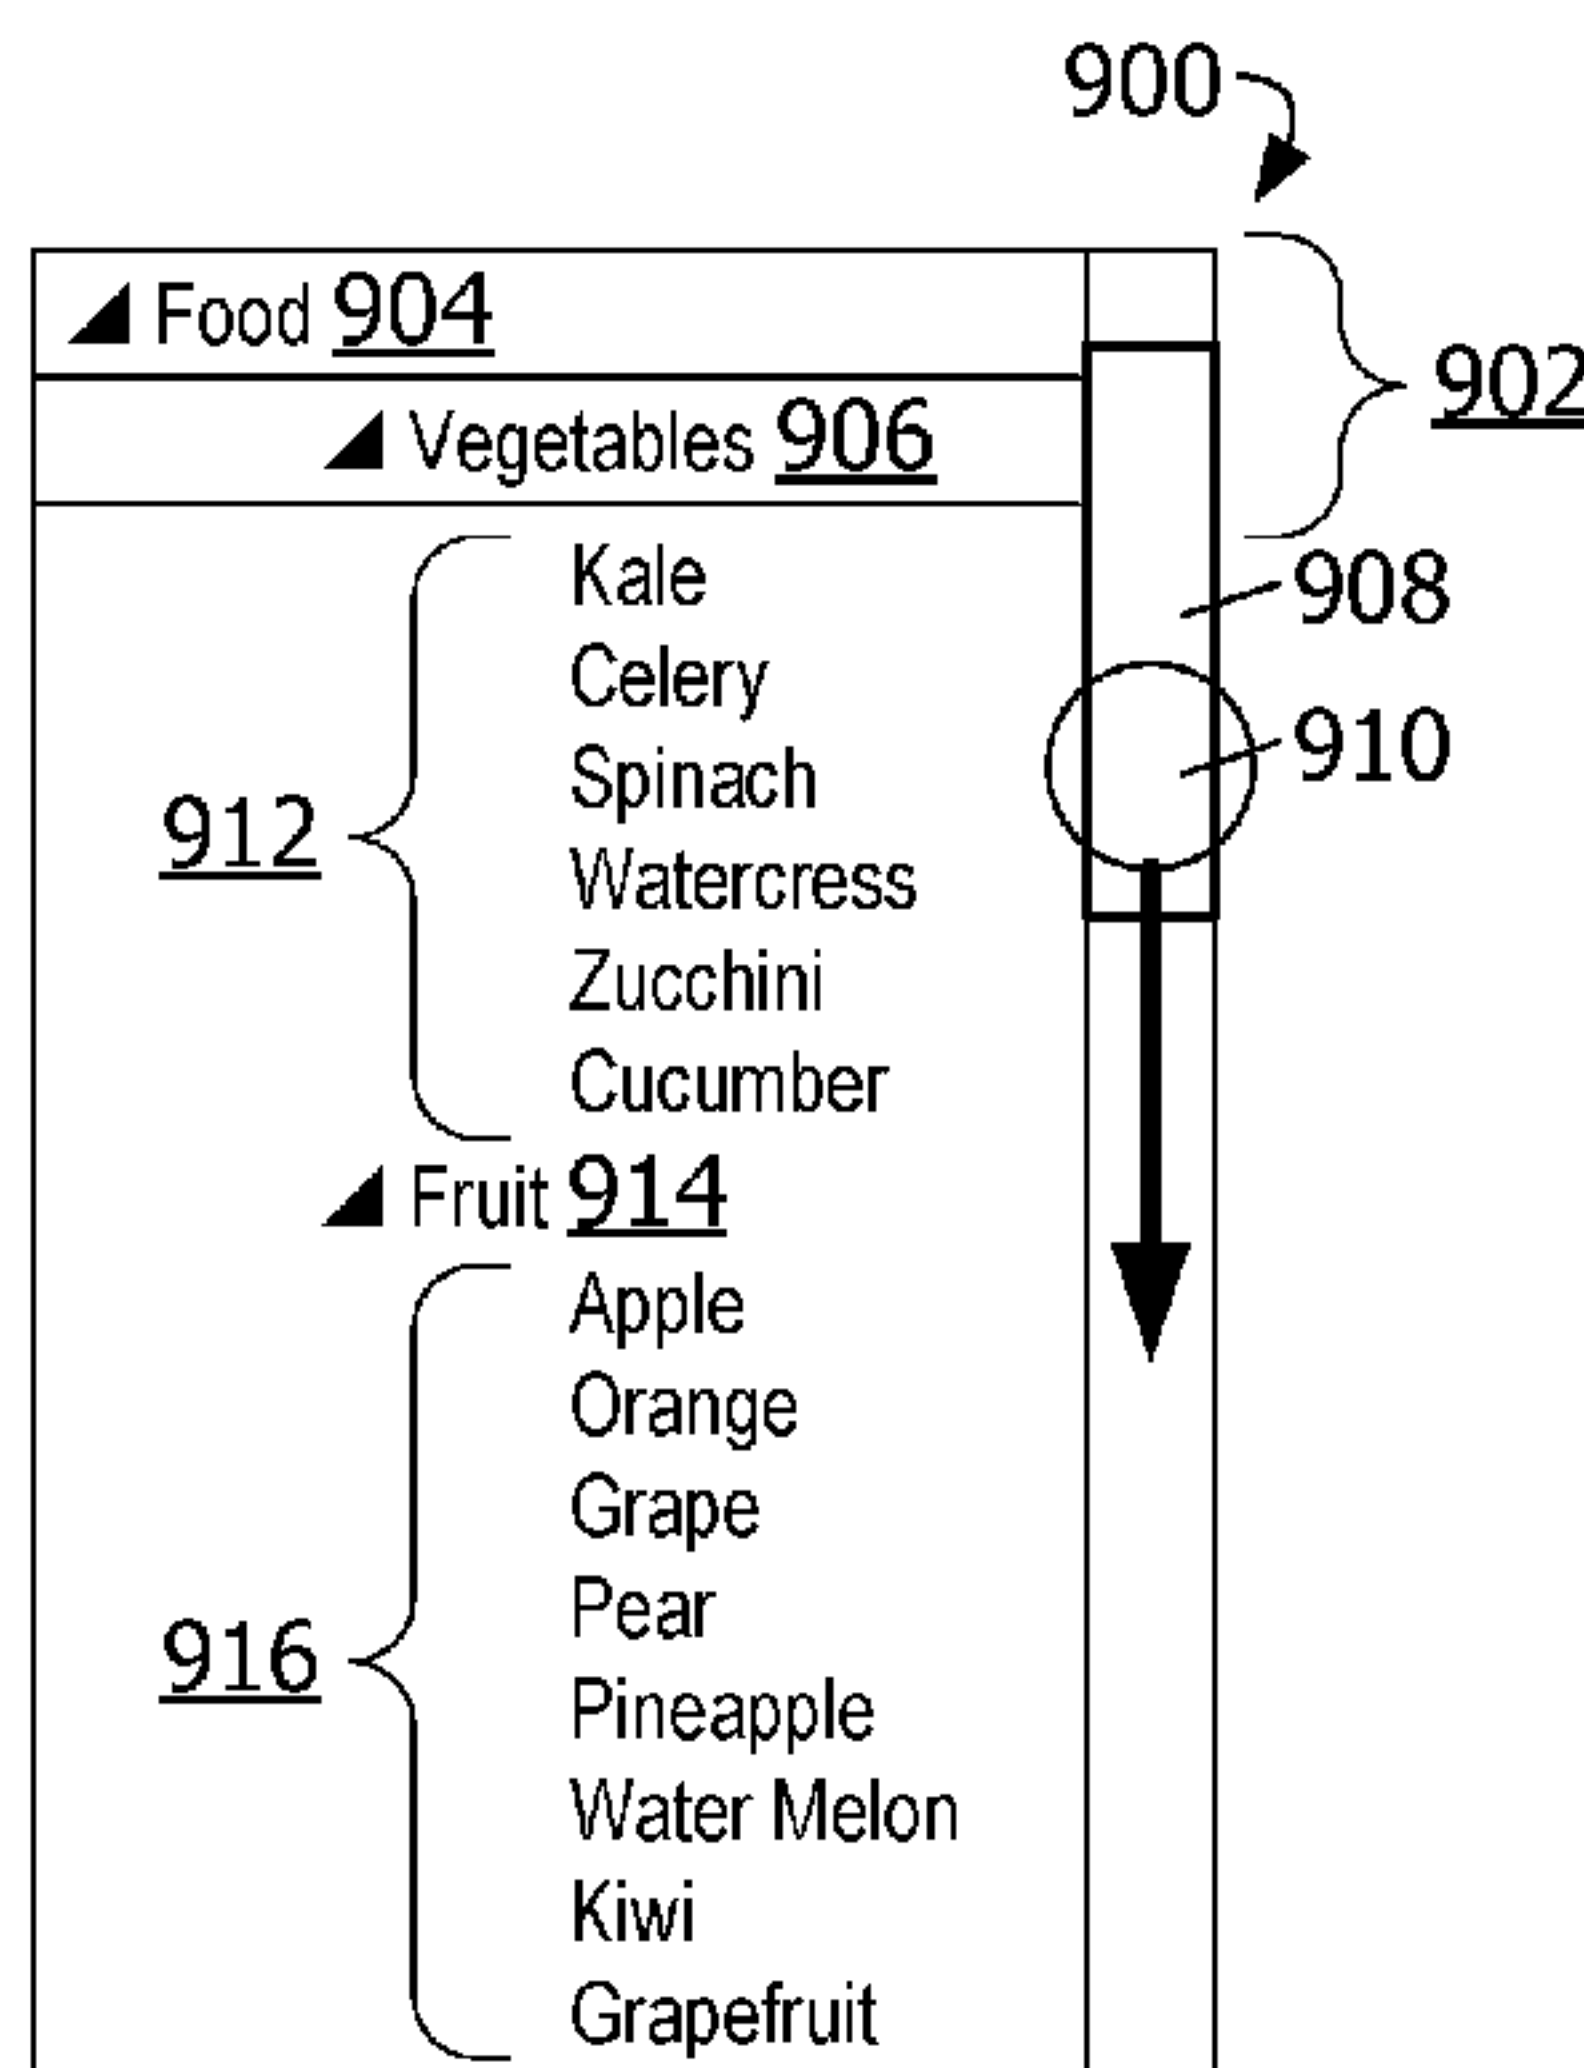 900
Food 904
902
Vegetables 906
Kale
908
Celery
Spinach
910
912
Watercress
Zucchini
Cucumber
Fruit 914
Apple
Orange
Grape
Pear
916
Pineapple
Water Melon
Kiwi
Grapefruit